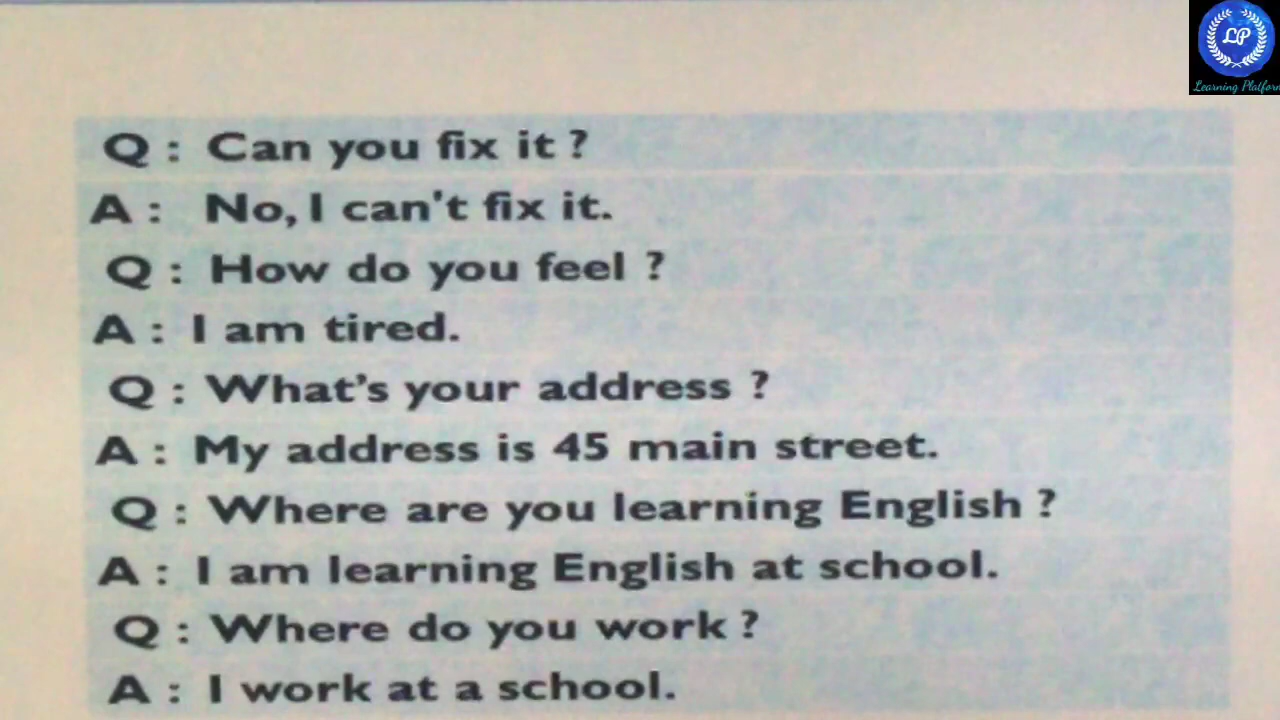 LP
Learning Platform
Q : Can you fix it ?
A : No, I can't fix it.
Q : How do you feel ?
A : I am tired.
Q : What's your address ?
A : My address is 45 main street.
Q : Where are you learning English ?
A : I am learning English at school.
Q : Where do you work ?
A : I work at a school.